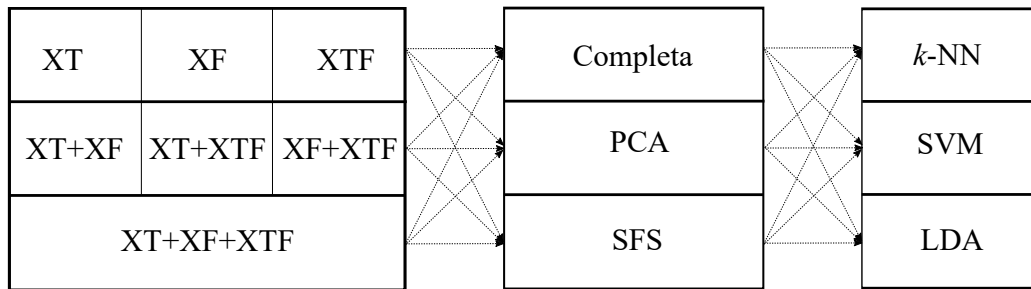 XT XF XTF
XT+XF XT+XTF XF+XTF
XT+XF+XTF
Completa
PCA
SFS
k-NN
SVM
LDA